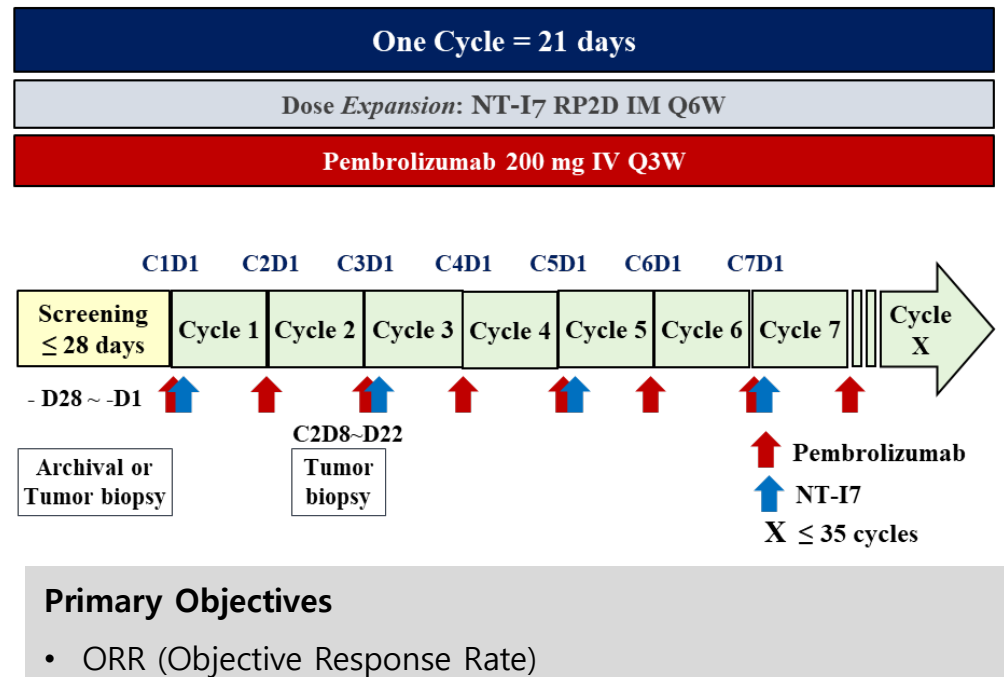 One Cycle = 21 days
Dose Expansion: NT-I7 RP2D IM Q6W
Pembrolizumab 200 mg IV Q3W
C1D1 C2D1 C3D1 C4D1 C5D1 C6D1 C7D1
Screening
≤ 28 days
Cycle 1
Cycle 2
Cycle 3
Cycle 4
Cycle 5
Cycle 6
Cycle 7
Cycle
X
- D28 ~ -D1
C2D8~D22
Archival or
Tumor biopsy
Tumor
biopsy
Pembrolizumab
NT-I7
X ≤ 35 cycles
Primary Objectives
• ORR (Objective Response Rate)